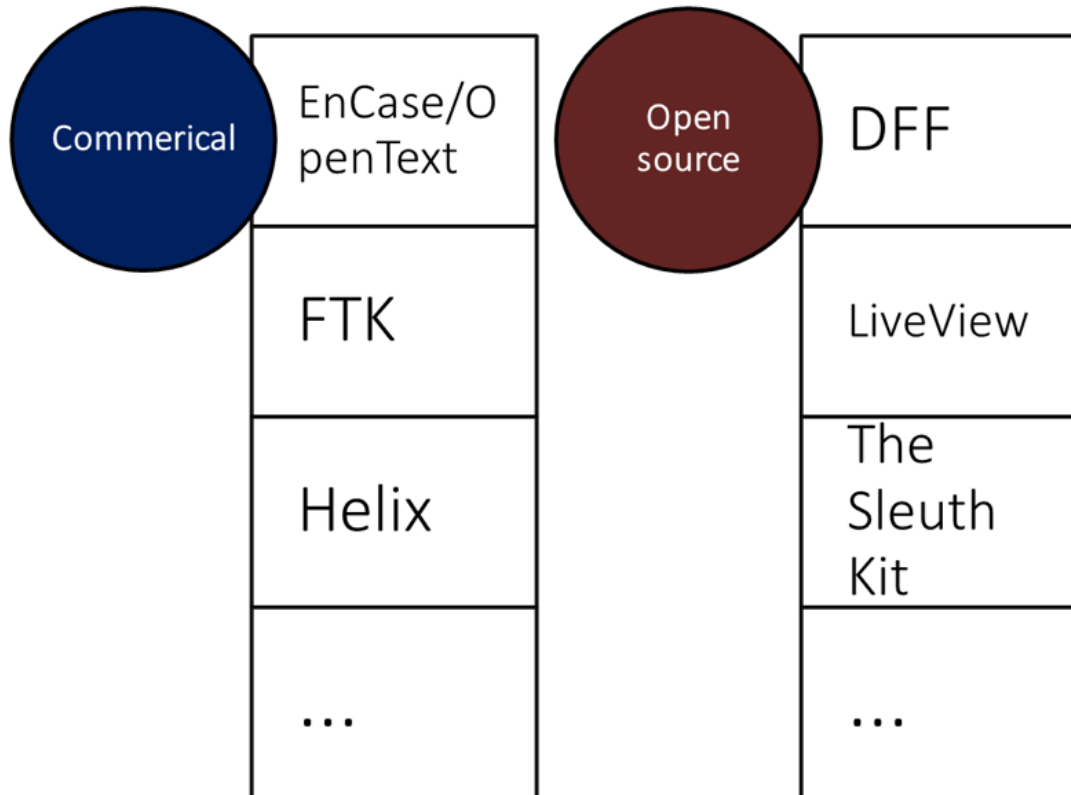 Commerical
EnCase/O
penText
FTK
Helix
...
Open
source
DFF
LiveView
The
Sleuth
Kit
...